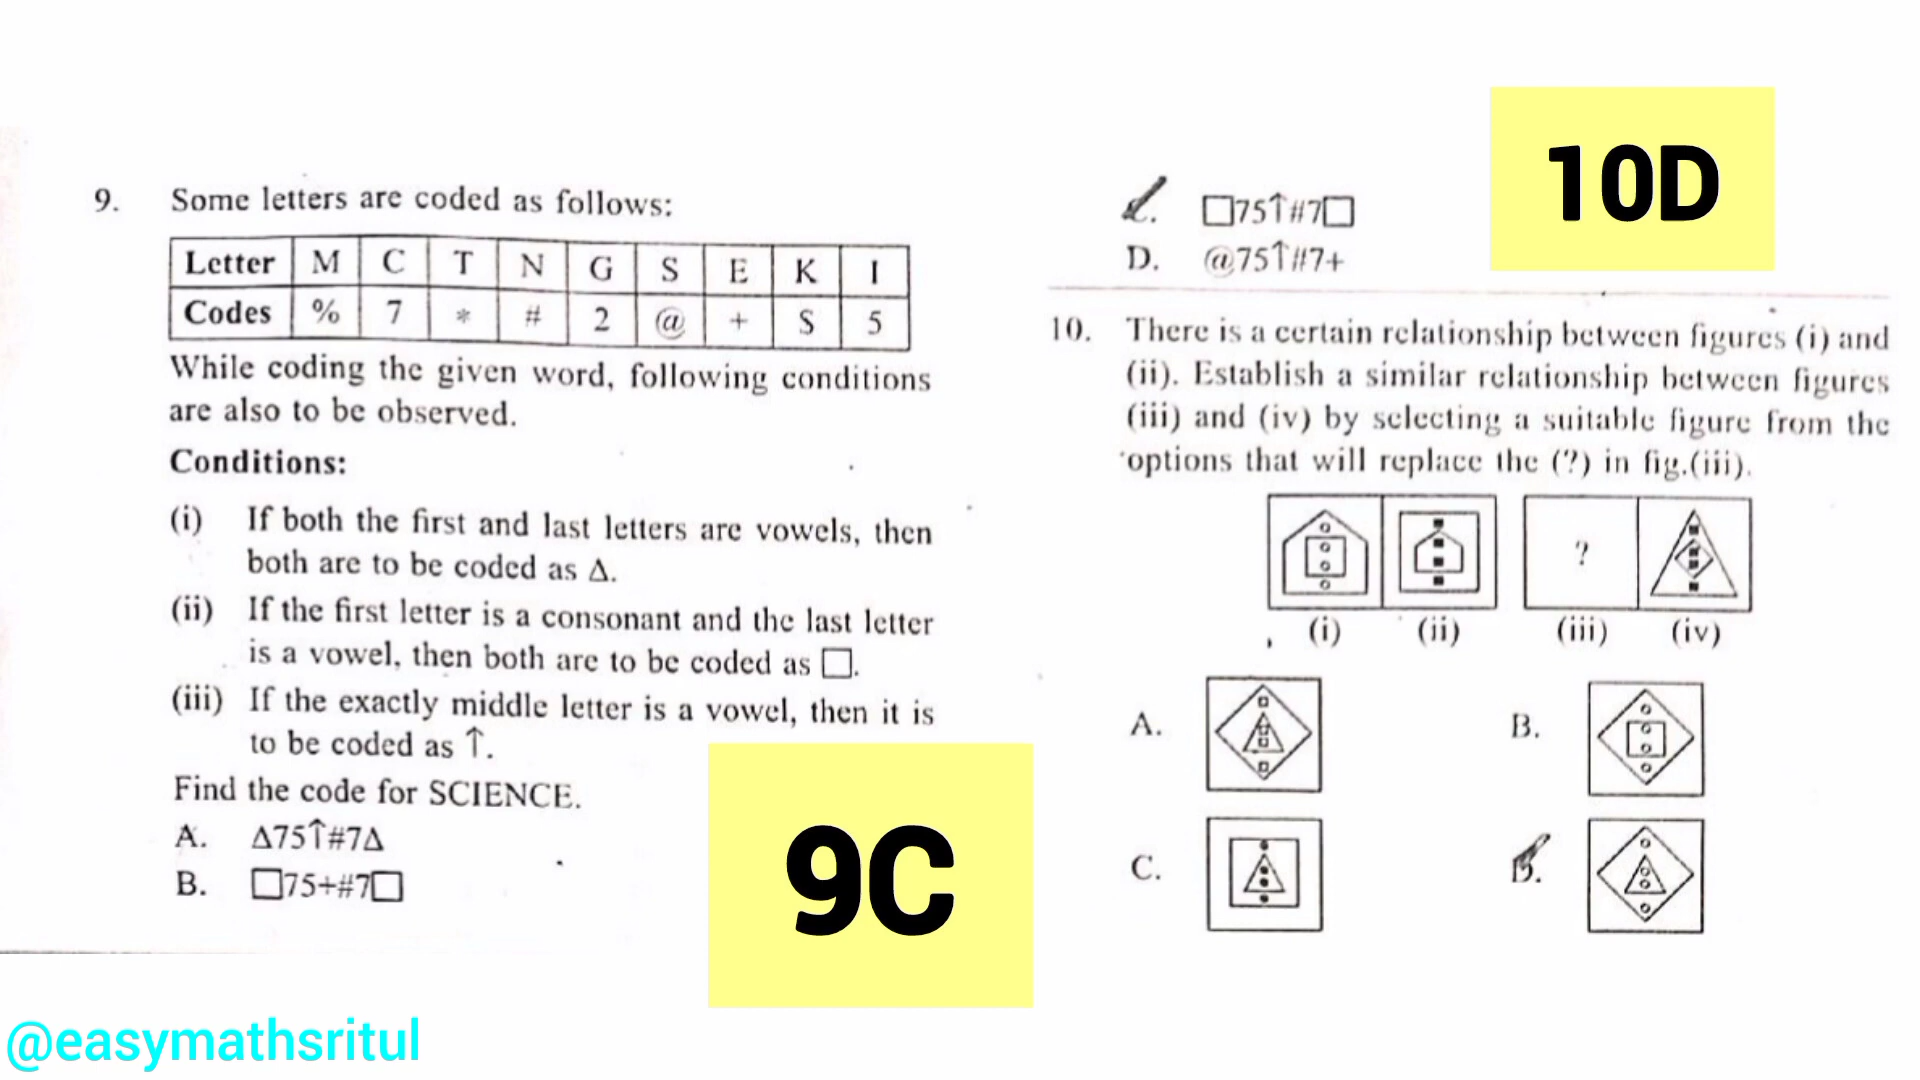 9. Some letters are coded as follows:
Letter M C T N G S E K I
Codes % 7 * # 2 @ + S 5
While coding the given word, following conditions
are also to be observed.
Conditions:
(i) If both the first and last letters are vowels, then
both are to be coded as Δ.
(ii) If the first letter is a consonant and the last letter
is a vowel, then both are to be coded as □.
(iii) If the exactly middle letter is a vowel, then it is
to be coded as ↑.
Find the code for SCIENCE.
A. Δ75↑#7Δ
B. □75+#7□
9C
@easymathsritul
C. □75↑#7□
D. @75↑#7+
10D
10. There is a certain relationship between figures (i) and
(ii). Establish a similar relationship between figures
(iii) and (iv) by selecting a suitable figure from the
options that will replace the (?) in fig.(iii).
?
(i) (ii) (iii) (iv)
A. B.
C. D.